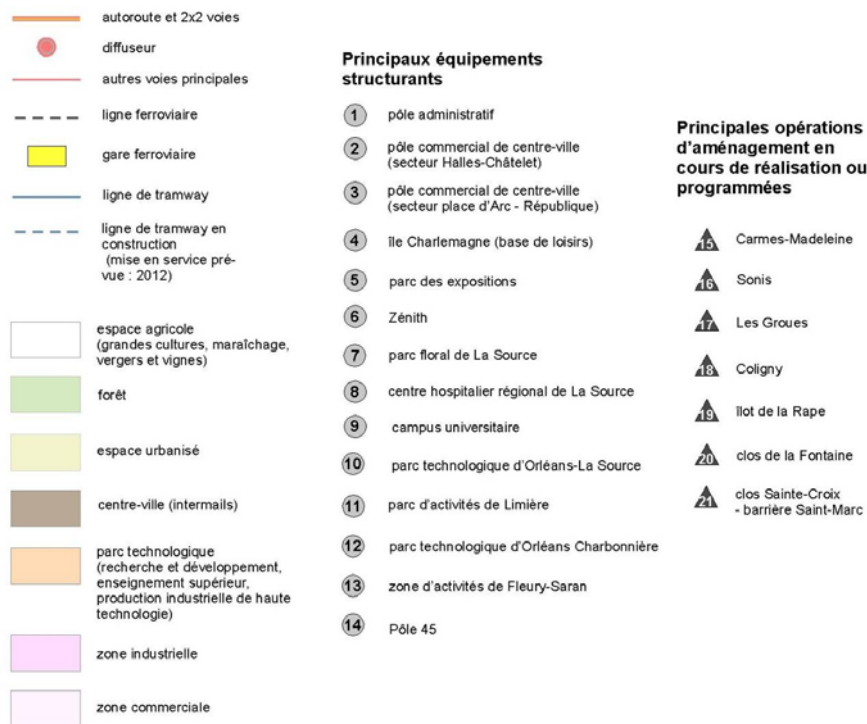 autoroute et 2x2 voies
diffuseur
autres voies principales
ligne ferroviaire
gare ferroviaire
ligne de tramway
ligne de tramway en
construction
(mise en service pré-
vue : 2012)
espace agricole
(grandes cultures, maraîchage,
vergers et vignes)
forêt
espace urbanisé
centre-ville (intermails)
parc technologique
(recherche et développement,
enseignement supérieur,
production industrielle de haute
technologie)
zone industrielle
zone commerciale
Principaux équipements
structurants
1 pôle administratif
2 pôle commercial de centre-ville
(secteur Halles-Châtelet)
3 pôle commercial de centre-ville
(secteur place d'Arc - République)
4 île Charlemagne (base de loisirs)
5 parc des expositions
6 Zénith
7 parc floral de La Source
8 centre hospitalier régional de La Source
9 campus universitaire
10 parc technologique d'Orléans-La Source
11 parc d'activités de Limière
12 parc technologique d'Orléans Charbonnière
13 zone d'activités de Fleury-Saran
14 Pôle 45
Principales opérations
d'aménagement en
cours de réalisation ou
programmées
15 Carmes-Madeleine
16 Sonis
17 Les Groues
18 Coligny
19 îlot de la Rape
20 clos de la Fontaine
21 clos Sainte-Croix
- barrière Saint-Marc